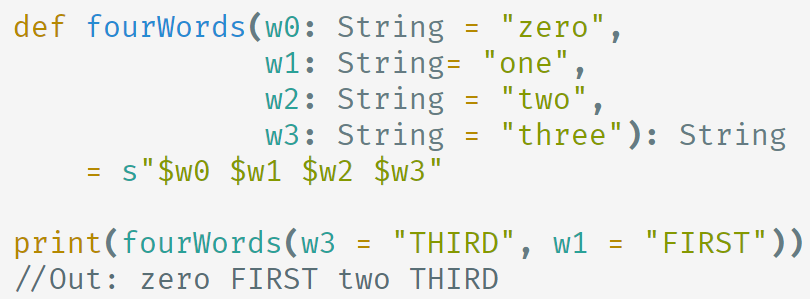 def fourWords(w0: String = "zero",
              w1: String= "one",
              w2: String = "two",
              w3: String = "three"): String
    = s"$w0 $w1 $w2 $w3"

print(fourWords(w3 = "THIRD", w1 = "FIRST"))
//Out: zero FIRST two THIRD